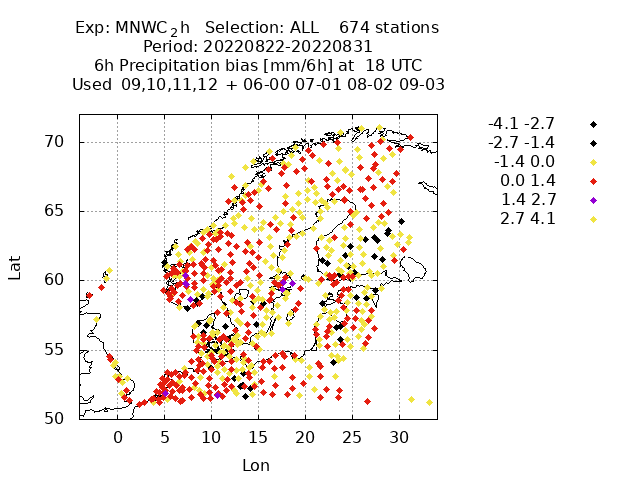 Exp: MNWC_2h   Selection: ALL    674 stations
Period: 20220822-20220831
6h Precipitation bias [mm/6h] at  18 UTC
Used  09,10,11,12  + 06-00 07-01 08-02 09-03
-4.1 -2.7
-2.7 -1.4
-1.4 0.0
0.0 1.4
1.4 2.7
2.7 4.1
70
65
60
55
50
Lat
0 5 10 15 20 25 30
Lon